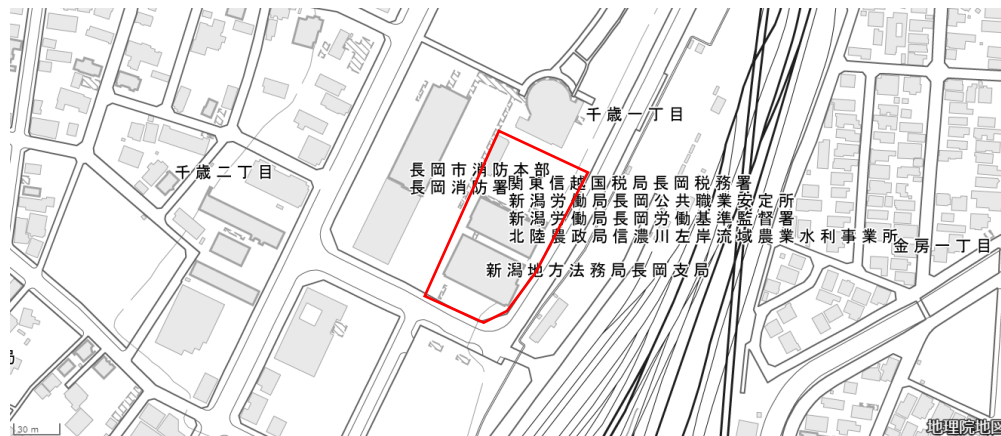 千歳一丁目
千歳二丁目
長岡市消防本部
長岡消防署
関東信越国税局長岡税務署
新潟労働局長岡公共職業安定所
新潟労働局長岡労働基準監督署
北陸農政局信濃川左岸流域農業水利事業所
金房一丁目
新潟地方法務局長岡支局
局
30 m
地理院地図